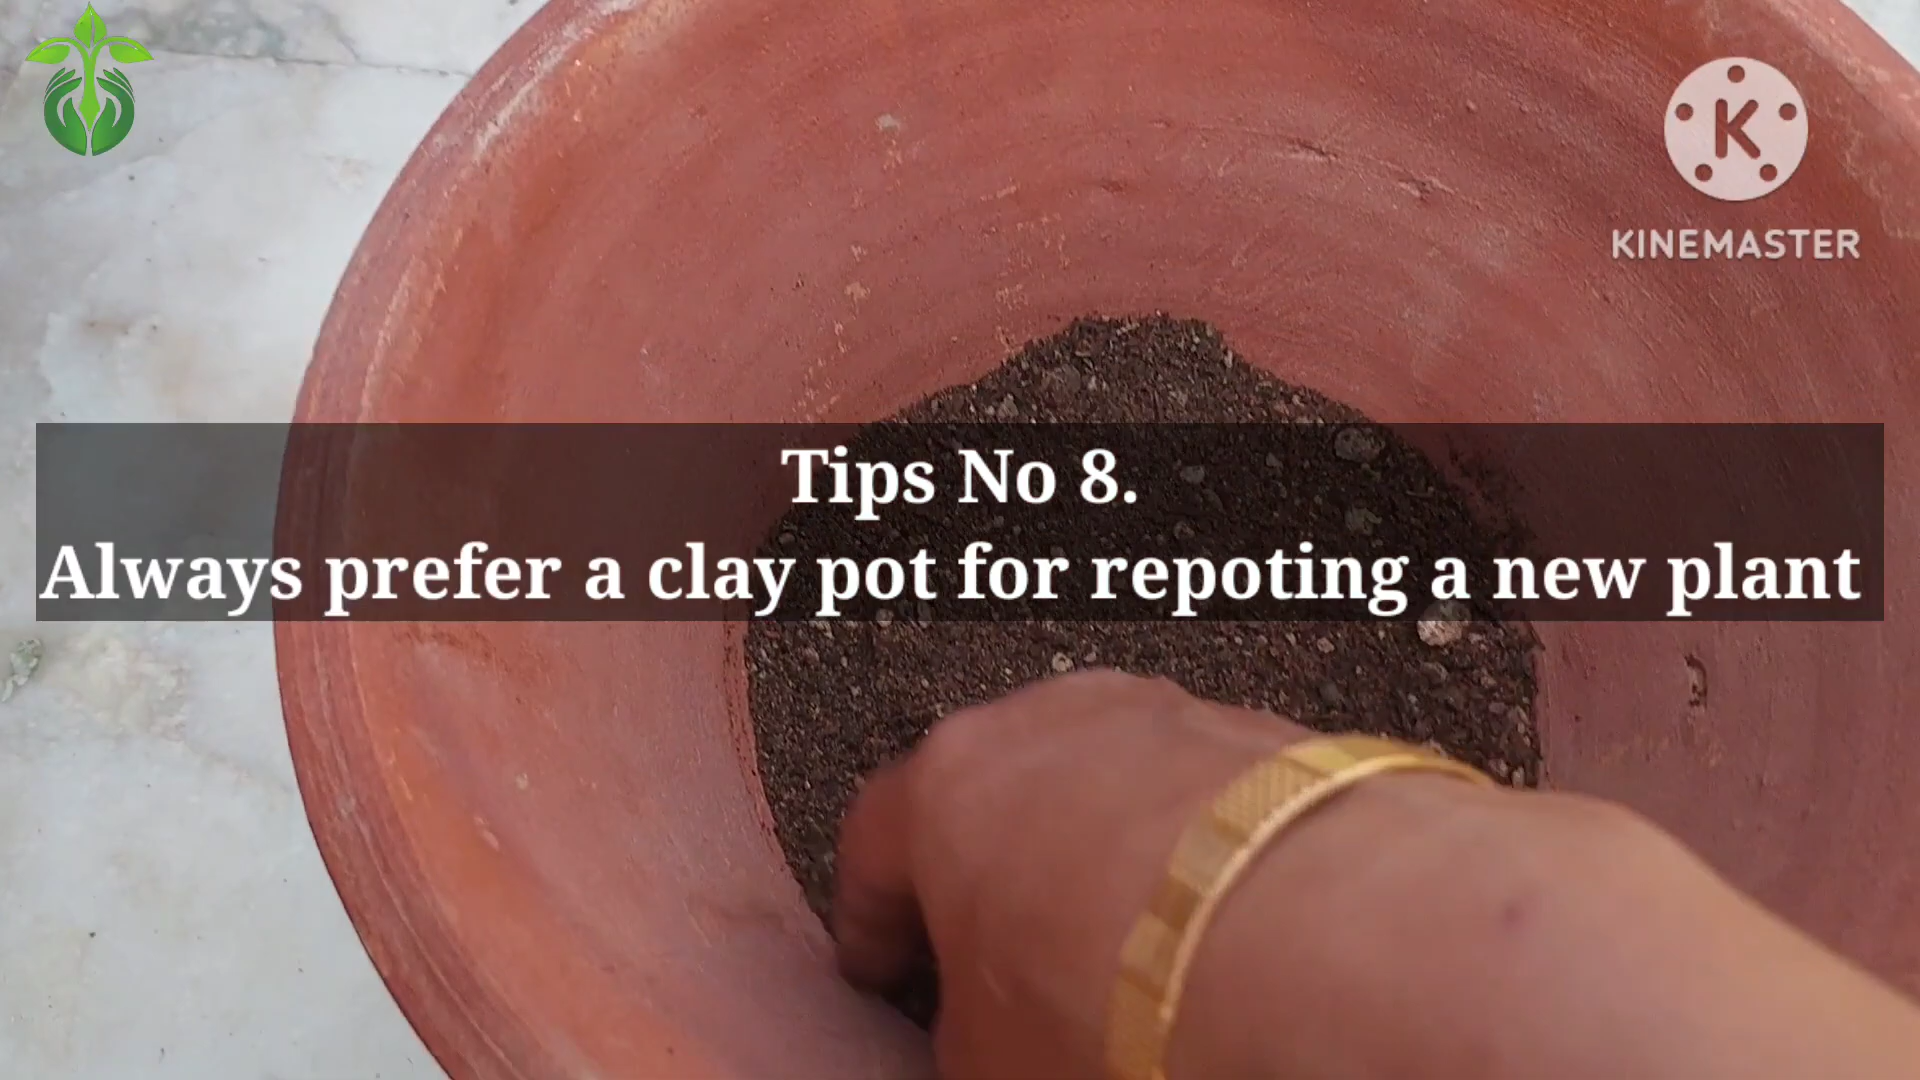 K
KINEMASTER
Tips No 8.
Always prefer a clay pot for repoting a new plant